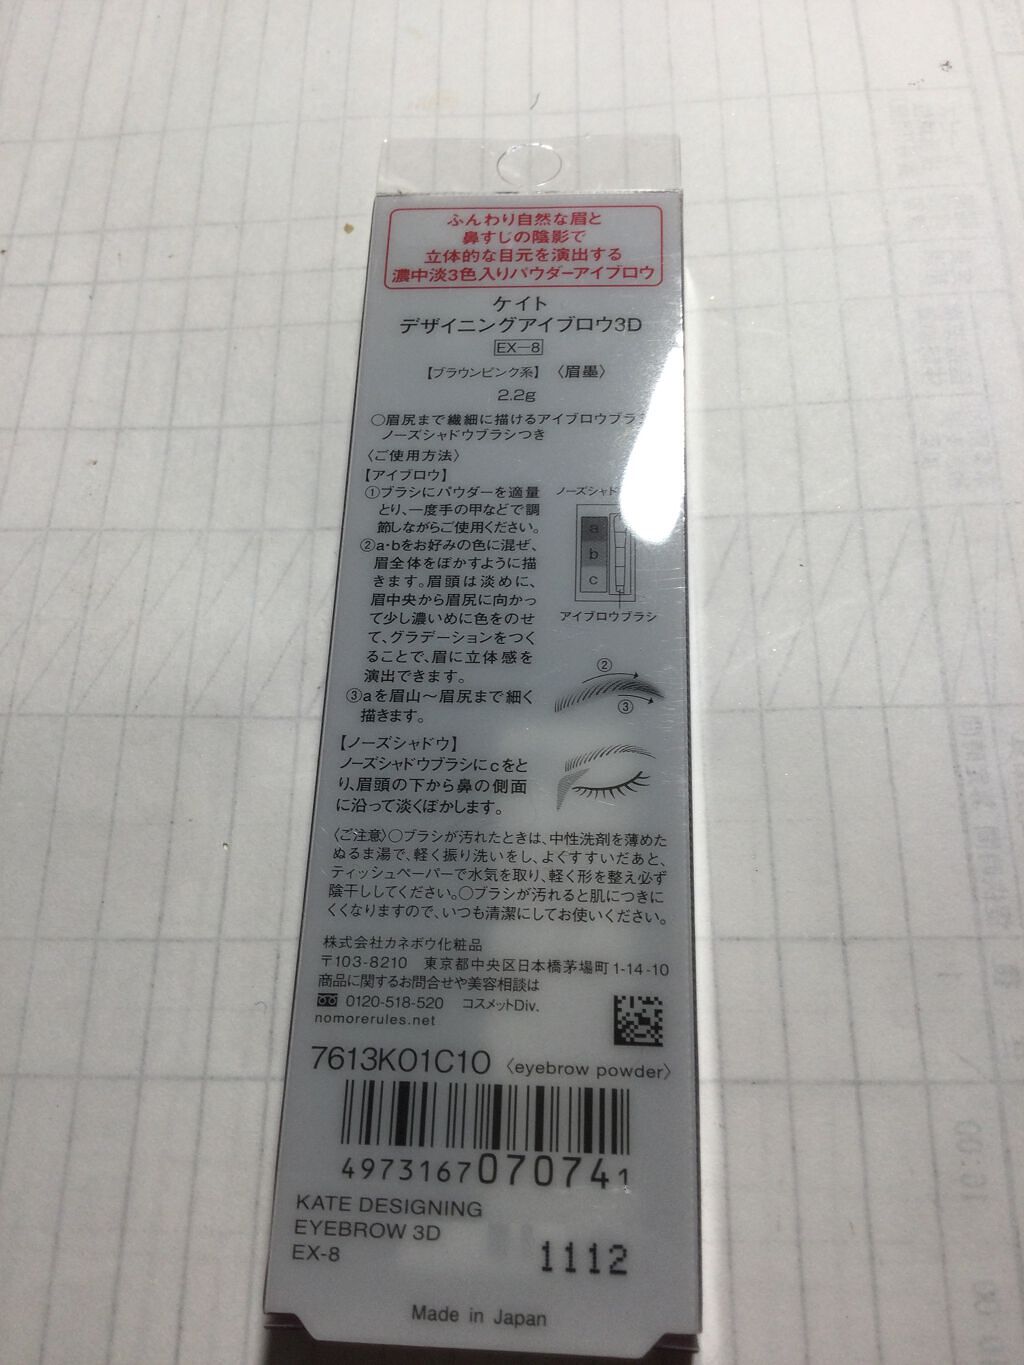 ふんわり自然な眉と
鼻すじの陰影で
立体的な目元を演出する
濃中淡3色入りパウダーアイブロウ
ケイト
デザイニングアイブロウ3D
EX-8
【ブラウンピンク系】 〈眉墨〉
2.2g
○眉尻まで繊細に描けるアイブロウブラ
ノーズシャドウブラシつき
〈ご使用方法〉
【アイブロウ】
①ブラシにパウダーを適量
とり、一度手の甲などで調
節しながらご使用ください。
②a・bをお好みの色に混ぜ、
眉全体をぼかすように描
きます。眉頭は淡めに、
眉中央から眉尻に向かっ
て少し濃いめに色をのせ
て、グラデーションをつく
ることで、眉に立体感を
演出できます。
③aを眉山～眉尻まで細く
描きます。
ノーズシャド
a
b
c
アイブロウブラシ
②
③
【ノーズシャドウ】
ノーズシャドウブラシにcをと
り、眉頭の下から鼻の側面
に沿って淡くぼかします。
〈ご注意〉○ブラシが汚れたときは、中性洗剤を薄めた
ぬるま湯で、軽く振り洗いをし、よくすすいだあと、
ティッシュペーパーで水気を取り、軽く形を整え必ず
陰干ししてください。○ブラシが汚れると肌につきに
くくなりますので、いつも清潔にしてお使いください。
株式会社カネボウ化粧品
〒103-8210 東京都中央区日本橋茅場町1-14-10
商品に関するお問合せや美容相談は
0120-518-520 コスメットDiv.
nomorerules.net
7613K01C10 〈eyebrow powder〉
4973167070741
KATE DESIGNING
EYEBROW 3D
EX-8
1112
Made in Japan